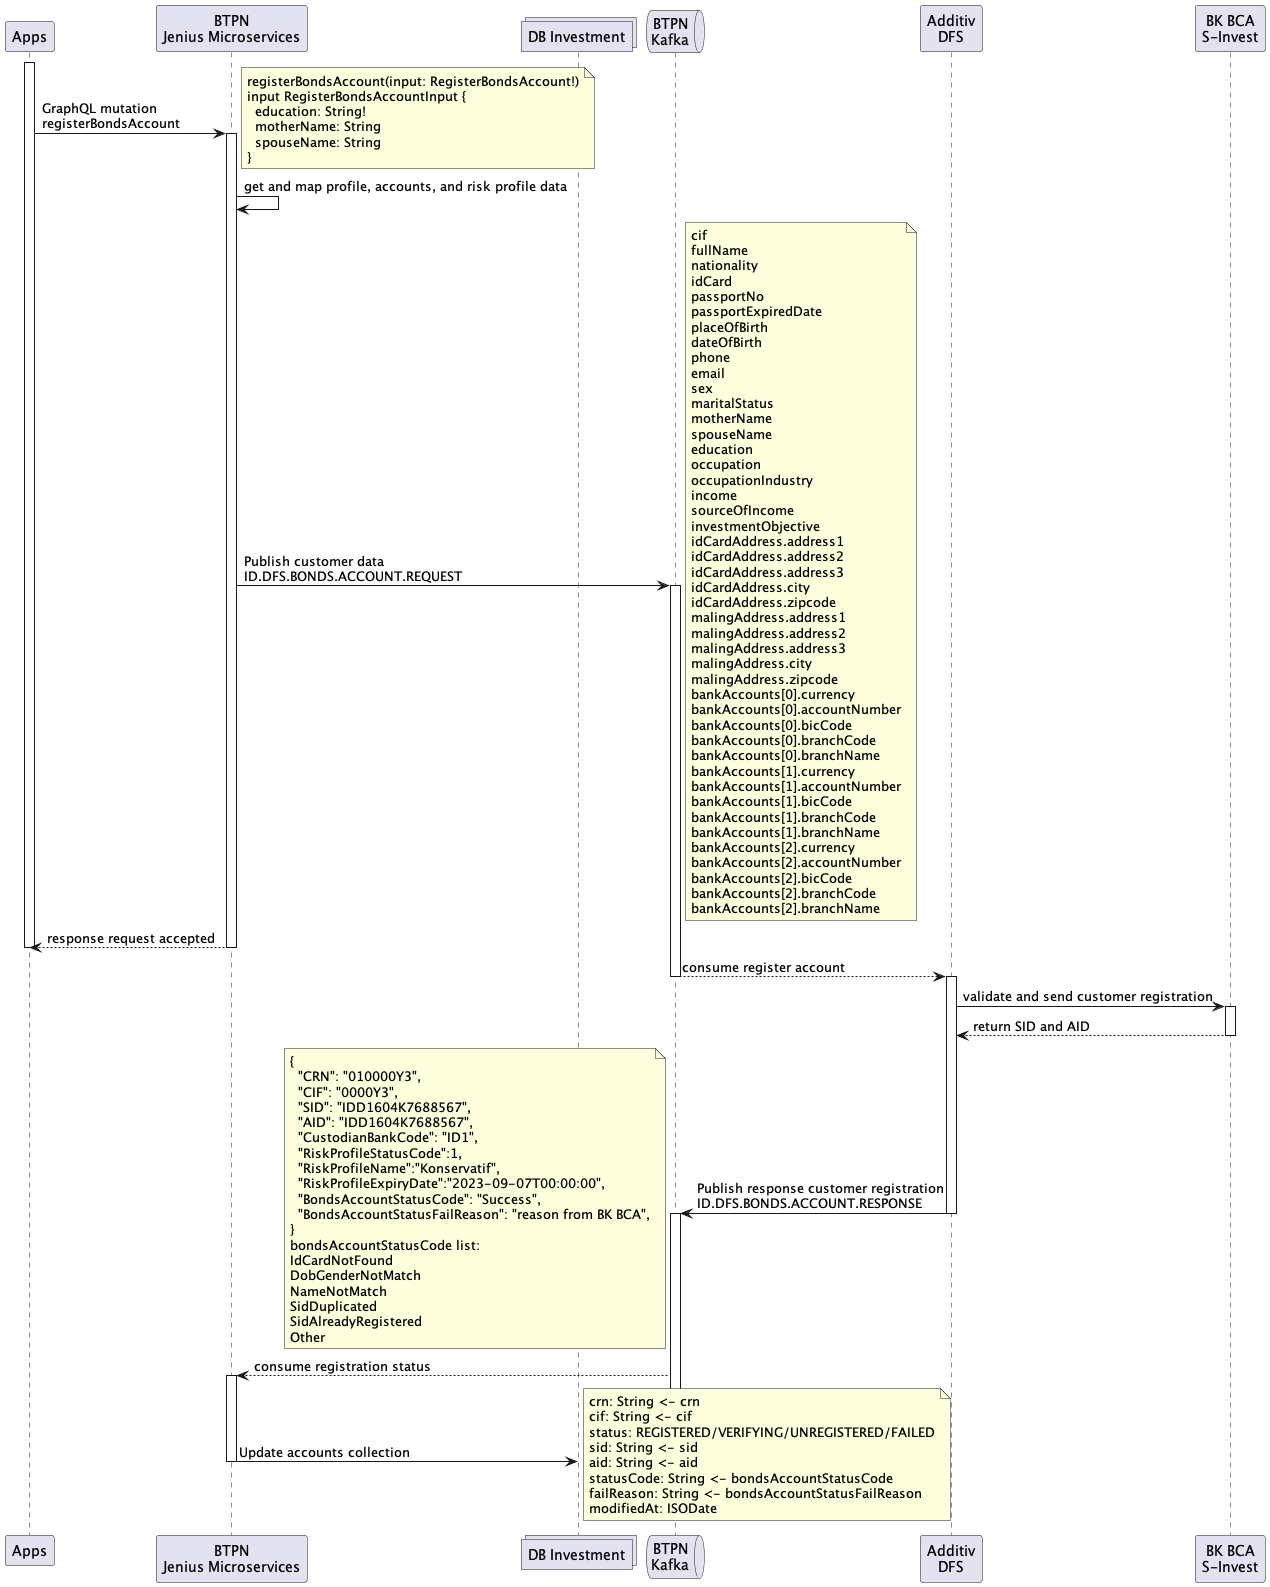 Apps
BTPN
Jenius Microservices
DB Investment
BTPN
Kafka
Additiv
DFS
BK BCA
S-Invest
registerBondsAccount(input: RegisterBondsAccount!)
input RegisterBondsAccountInput {
education: String!
motherName: String
spouseName: String
}
GraphQL mutation
registerBondsAccount
get and map profile, accounts, and risk profile data
cif
fullName
nationality
idCard
passportNo
passportExpiredDate
placeOfBirth
dateOfBirth
phone
email
sex
maritalStatus
motherName
spouseName
education
occupation
occupationIndustry
income
sourceOfIncome
investmentObjective
idCardAddress.address1
idCardAddress.address2
idCardAddress.address3
idCardAddress.city
idCardAddress.zipcode
malingAddress.address1
malingAddress.address2
malingAddress.address3
malingAddress.city
malingAddress.zipcode
bankAccounts[0].currency
bankAccounts[0].accountNumber
bankAccounts[0].bicCode
bankAccounts[0].branchCode
bankAccounts[0].branchName
bankAccounts[1].currency
bankAccounts[1].accountNumber
bankAccounts[1].bicCode
bankAccounts[1].branchCode
bankAccounts[1].branchName
bankAccounts[2].currency
bankAccounts[2].accountNumber
bankAccounts[2].bicCode
bankAccounts[2].branchCode
bankAccounts[2].branchName
Publish customer data
ID.DFS.BONDS.ACCOUNT.REQUEST
response request accepted
consume register account
validate and send customer registration
return SID and AID
{
"CRN": "010000Y3",
"CIF": "0000Y3",
"SID": "IDD1604K7688567",
"AID": "IDD1604K7688567",
"CustodianBankCode": "ID1",
"RiskProfileStatusCode":1,
"RiskProfileName":"Konservatif",
"RiskProfileExpiryDate":"2023-09-07T00:00:00",
"BondsAccountStatusCode": "Success",
"BondsAccountStatusFailReason": "reason from BK BCA",
}
bondsAccountStatusCode list:
IdCardNotFound
DobGenderNotMatch
NameNotMatch
SidDuplicated
SidAlreadyRegistered
Other
Publish response customer registration
ID.DFS.BONDS.ACCOUNT.RESPONSE
consume registration status
crn: String <- crn
cif: String <- cif
status: REGISTERED/VERIFYING/UNREGISTERED/FAILED
sid: String <- sid
aid: String <- aid
statusCode: String <- bondsAccountStatusCode
failReason: String <- bondsAccountStatusFailReason
modifiedAt: ISODate
Update accounts collection
Apps
BTPN
Jenius Microservices
DB Investment
BTPN
Kafka
Additiv
DFS
BK BCA
S-Invest